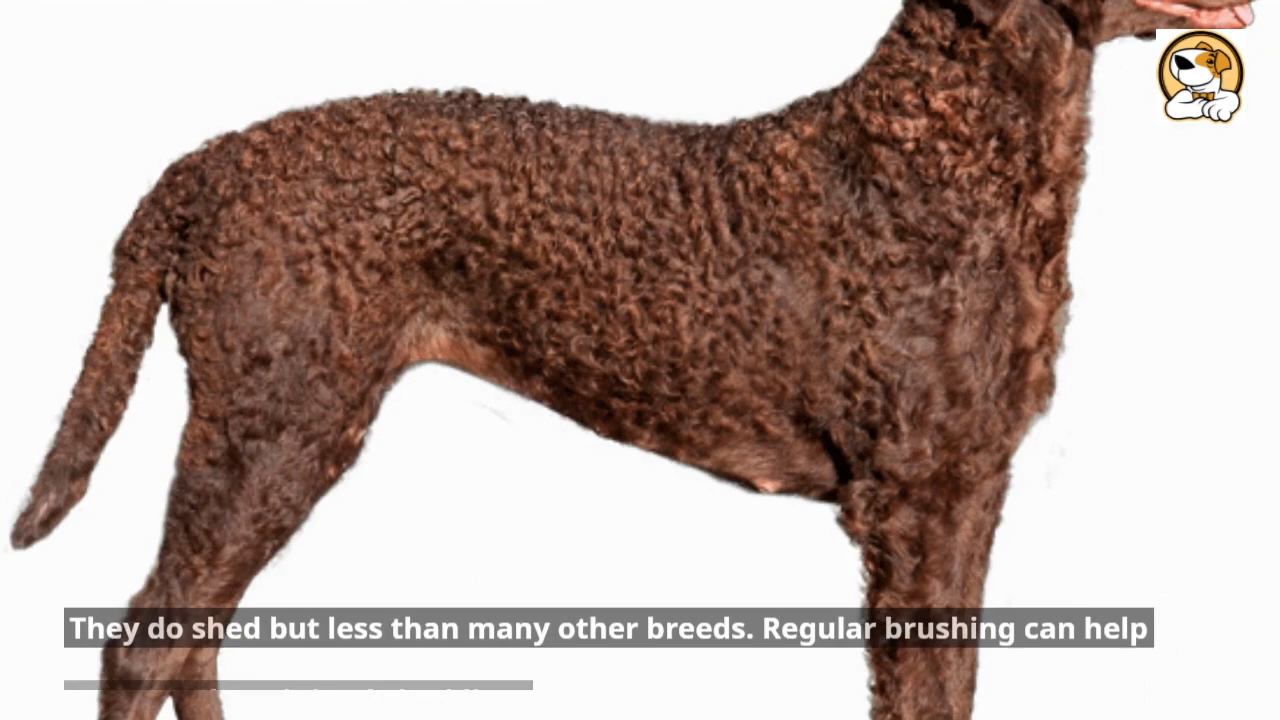 They do shed but less than many other breeds. Regular brushing can help